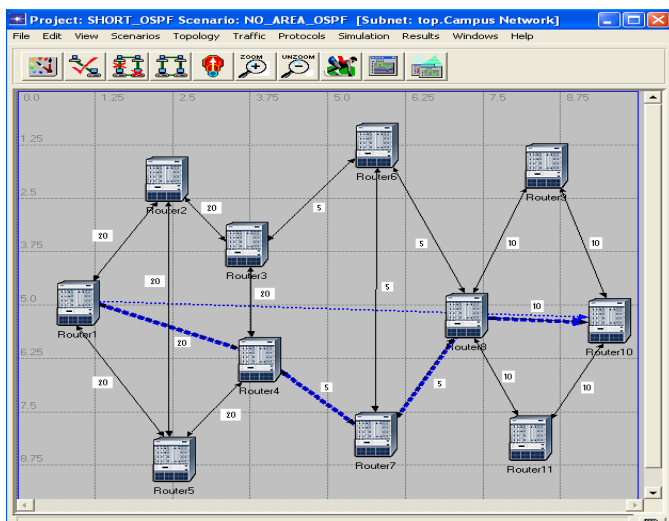 Project: SHORT_OSPF Scenario: NO_AREA_OSPF [Subnet: top.Campus Network]
File Edit View Scenarios Topology Traffic Protocols Simulation Results Windows Help
ZOOM UNZOOM
0.0 1.25 2.5 3.75 5.0 6.25 7.5 8.75
1.25
Router6
Router9
2.5
Router2
20
5
20
Router3
3.75
20
5
10
10
20
5
20
5.0
10
Router1
20
Router8
Router10
6.25
20
Router4
5
5
10
10
20
7.5
Router7
Router11
8.75
Router5